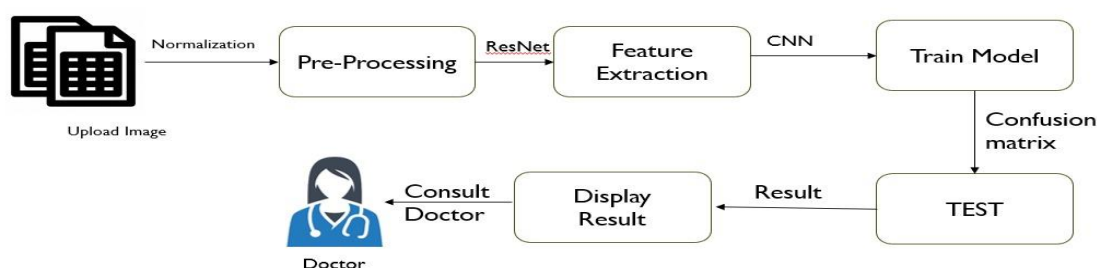 Normalization
Upload Image
Pre-Processing
ResNet
Feature
Extraction
CNN
Train Model
Confusion
matrix
TEST
Result
Display
Result
Consult
Doctor
Doctor